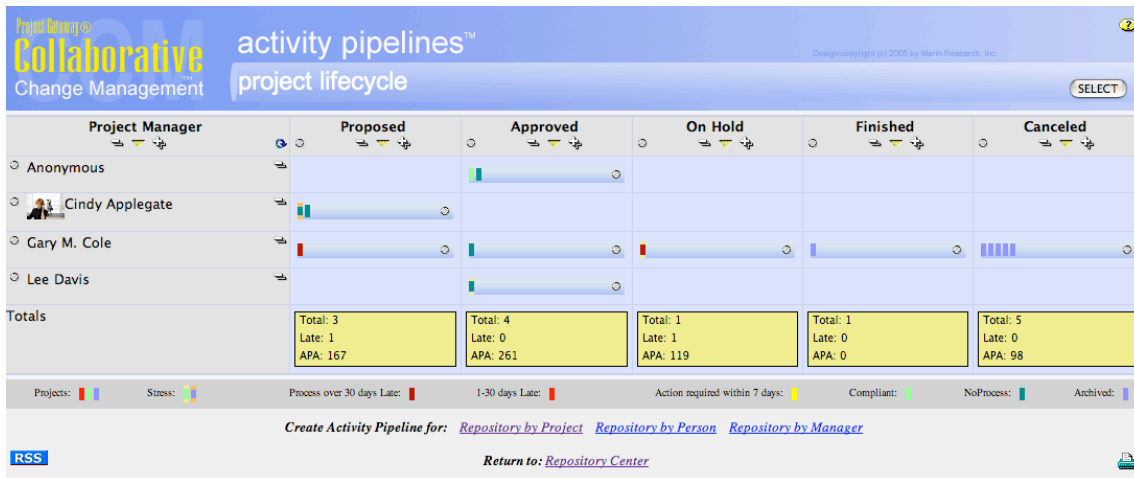 Project Gateway®
Collaborative
Change Management™
activity pipelines™
project lifecycle
Design copyright (c) 2005 by Marin Research, Inc.
?
SELECT
Project Manager Proposed Approved On Hold Finished Canceled
Anonymous
Cindy Applegate
Gary M. Cole
Lee Davis
Totals
Total: 3
Late: 1
APA: 167
Total: 4
Late: 0
APA: 261
Total: 1
Late: 1
APA: 119
Total: 1
Late: 0
APA: 0
Total: 5
Late: 0
APA: 98
Projects: Stress: Process over 30 days Late: 1-30 days Late: Action required within 7 days: Compliant: NoProcess: Archived:
Create Activity Pipeline for: Repository by Project Repository by Person Repository by Manager
RSS
Return to: Repository Center